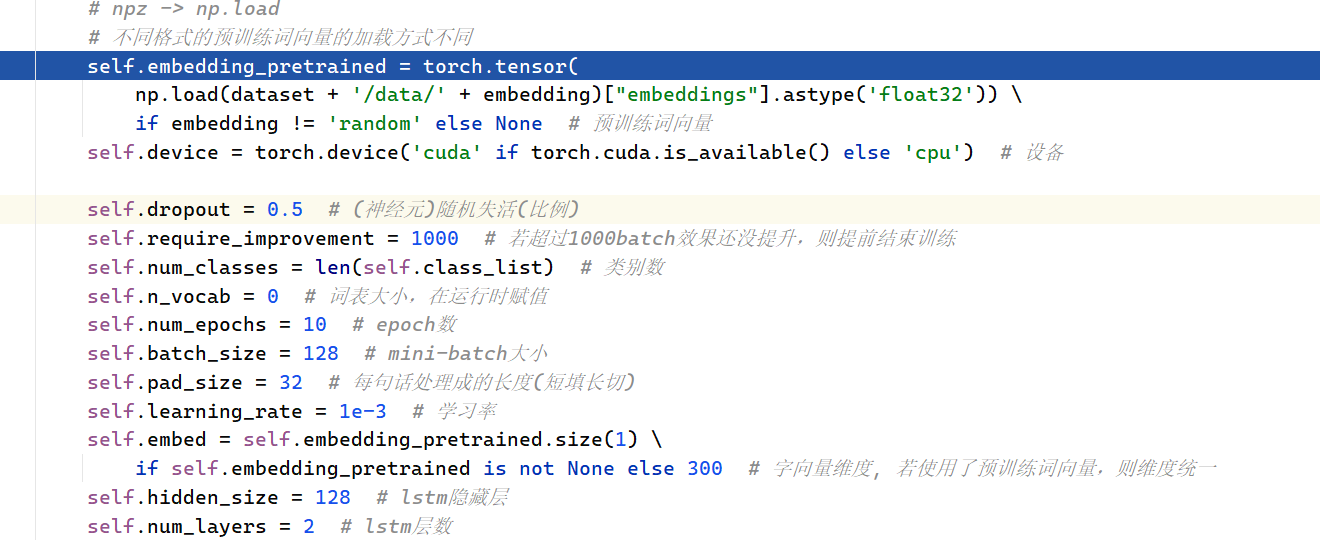 # npz -> np.load
# 不同格式的预训练词向量的加载方式不同
self.embedding_pretrained = torch.tensor(
np.load(dataset + '/data/' + embedding)["embeddings"].astype('float32')) \
if embedding != 'random' else None  # 预训练词向量
self.device = torch.device('cuda' if torch.cuda.is_available() else 'cpu')  # 设备
self.dropout = 0.5  # (神经元)随机失活(比例)
self.require_improvement = 1000  # 若超过1000batch效果还没提升，则提前结束训练
self.num_classes = len(self.class_list)  # 类别数
self.n_vocab = 0  # 词表大小，在运行时赋值
self.num_epochs = 10  # epoch数
self.batch_size = 128  # mini-batch大小
self.pad_size = 32  # 每句话处理成的长度(短填长切)
self.learning_rate = 1e-3  # 学习率
self.embed = self.embedding_pretrained.size(1) \
if self.embedding_pretrained is not None else 300  # 字向量维度, 若使用了预训练词向量，则维度统一
self.hidden_size = 128  # lstm隐藏层
self.num_layers = 2  # lstm层数